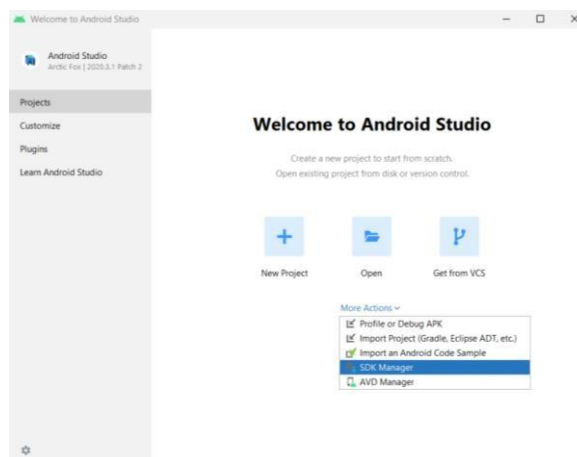 Welcome to Android Studio
Android Studio
Arctic Fox | 2020.3.1 Patch 2
Projects
Customize
Plugins
Learn Android Studio
Welcome to Android Studio
Create a new project to start from scratch.
Open existing project from disk or version control.
New Project
Open
Get from VCS
More Actions
Profile or Debug APK
Import Project (Gradle, Eclipse ADT, etc.)
Import an Android Code Sample
SDK Manager
AVD Manager